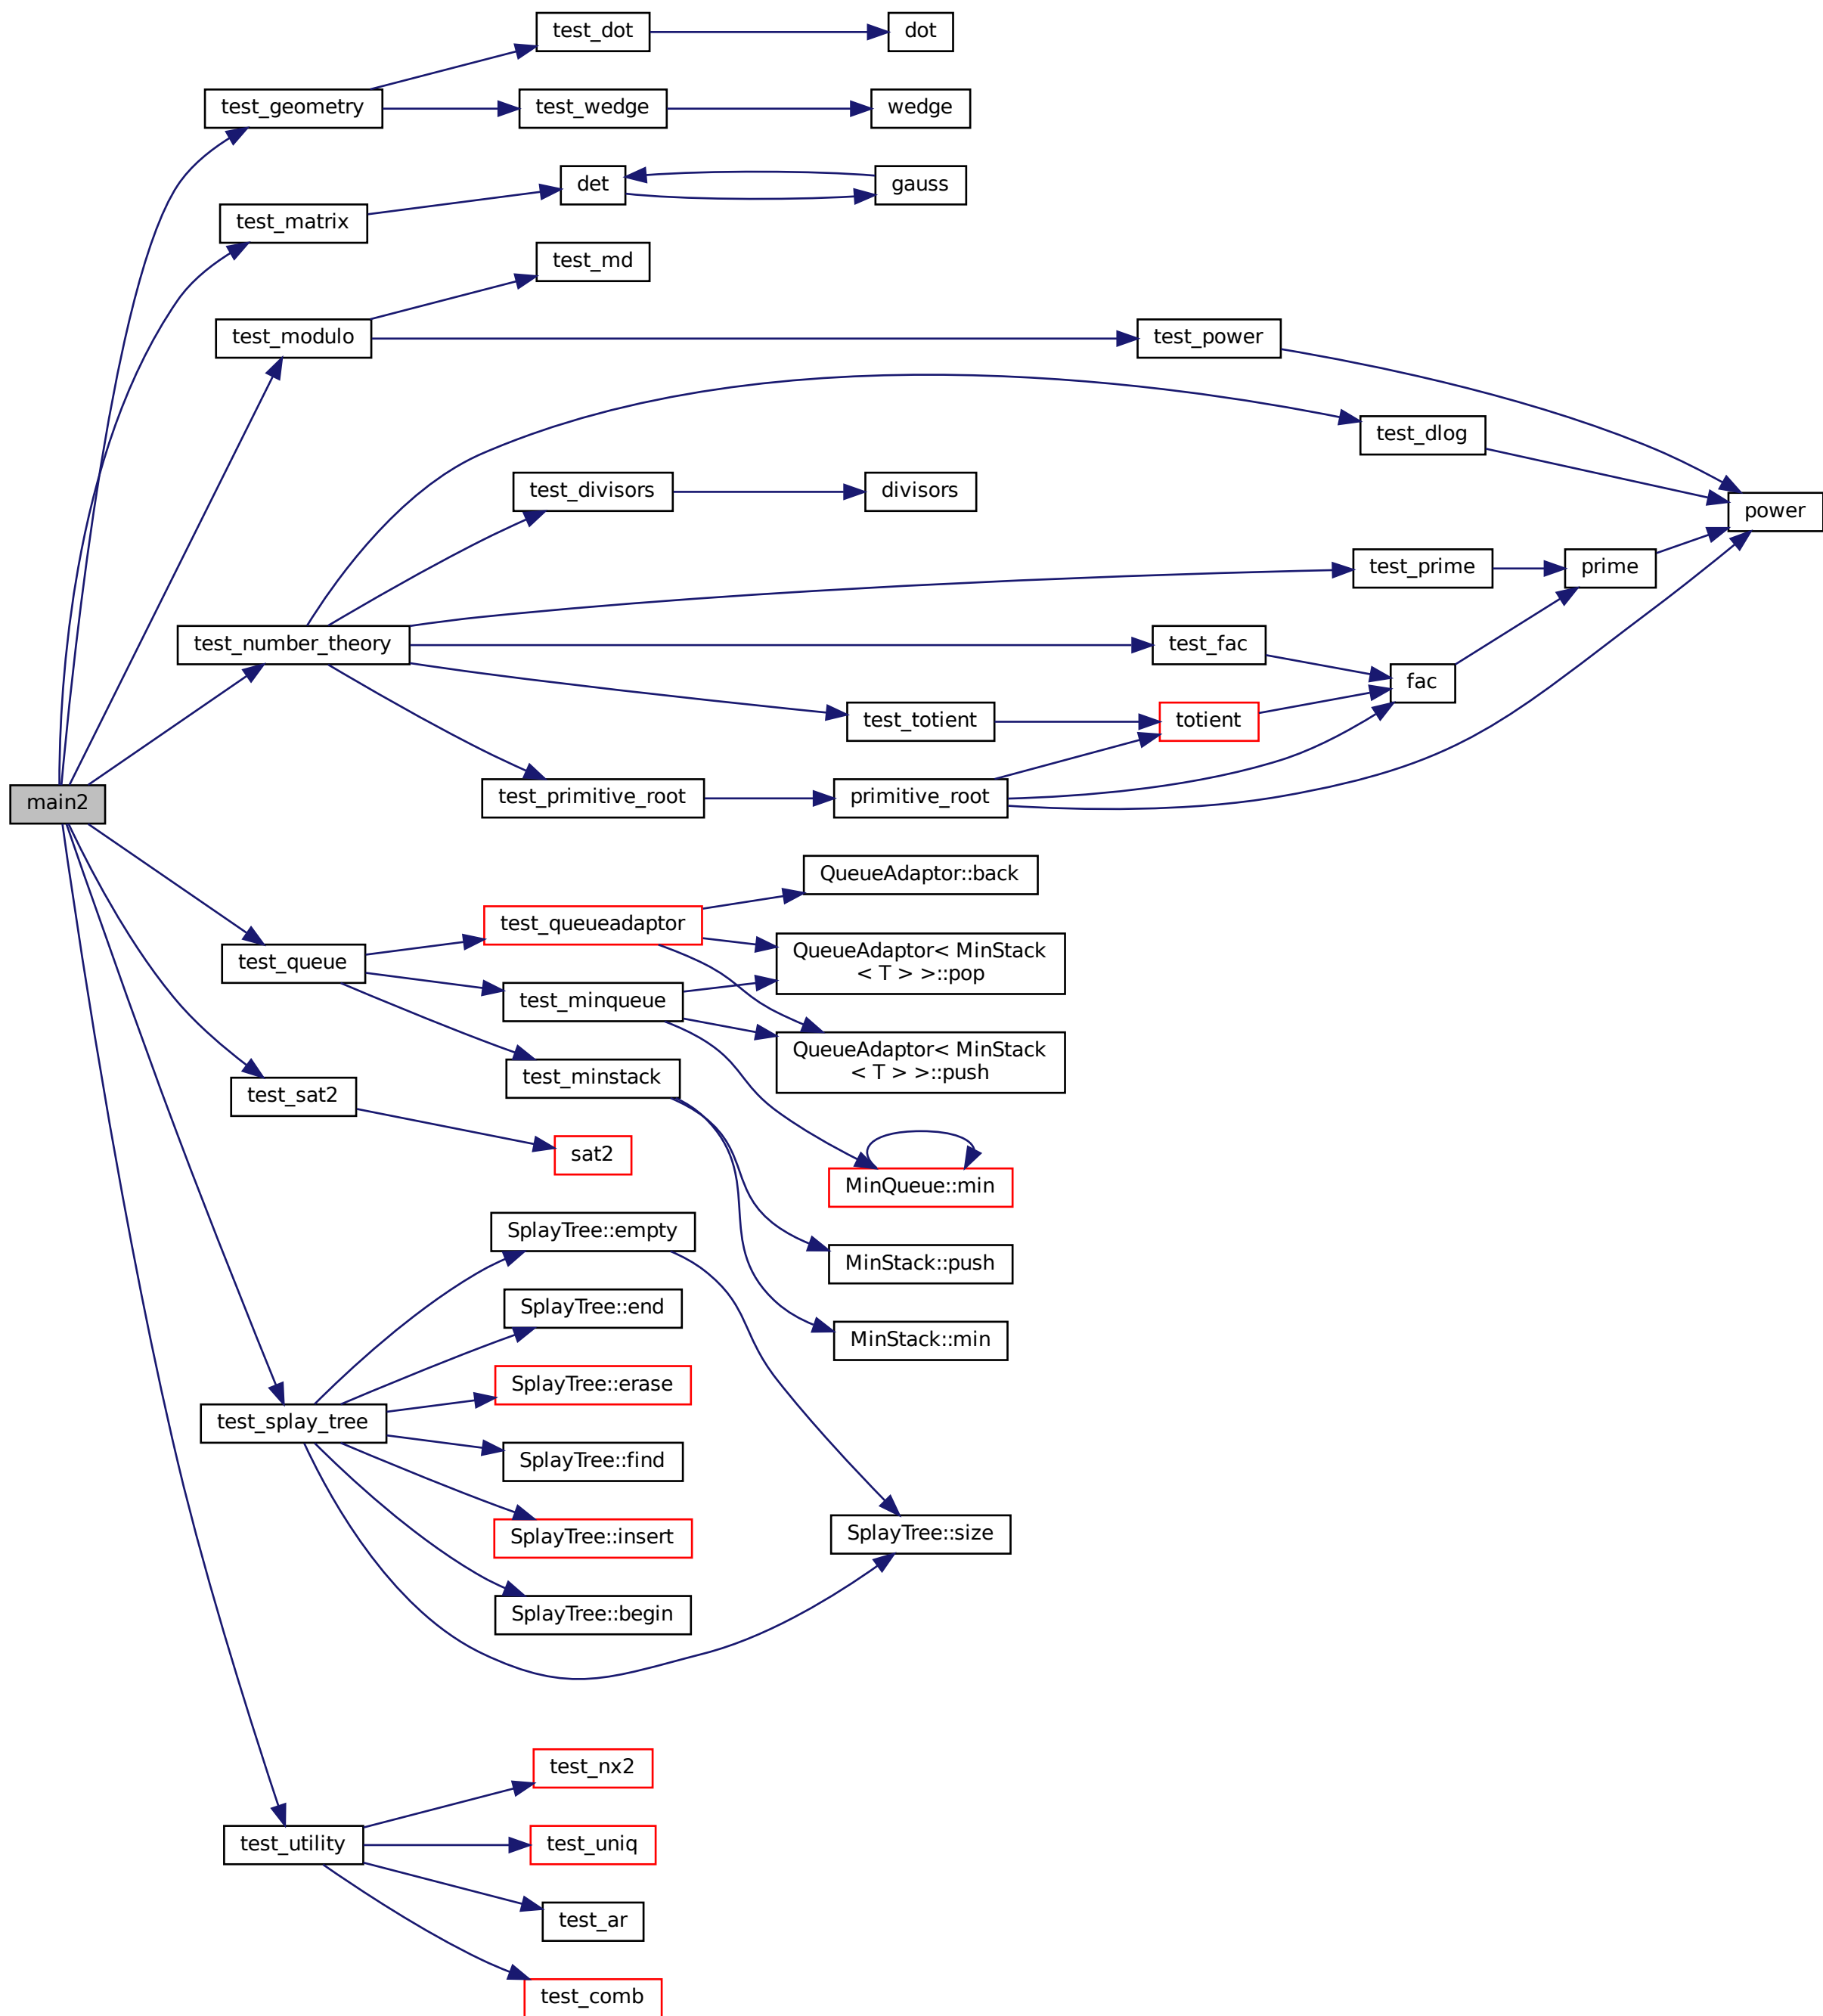 test_dot
dot
test_geometry
test_wedge
wedge
det
gauss
test_matrix
test_md
test_modulo
test_power
test_dlog
test_divisors
divisors
power
test_prime
prime
test_number_theory
test_fac
fac
test_totient
totient
test_primitive_root
primitive_root
main2
QueueAdaptor::back
test_queueadaptor
QueueAdaptor< MinStack
< T > >::pop
test_queue
test_minqueue
QueueAdaptor< MinStack
< T > >::push
test_minstack
test_sat2
sat2
MinQueue::min
SplayTree::empty
MinStack::push
SplayTree::end
MinStack::min
SplayTree::erase
test_splay_tree
SplayTree::find
SplayTree::insert
SplayTree::size
SplayTree::begin
test_nx2
test_utility
test_uniq
test_ar
test_comb